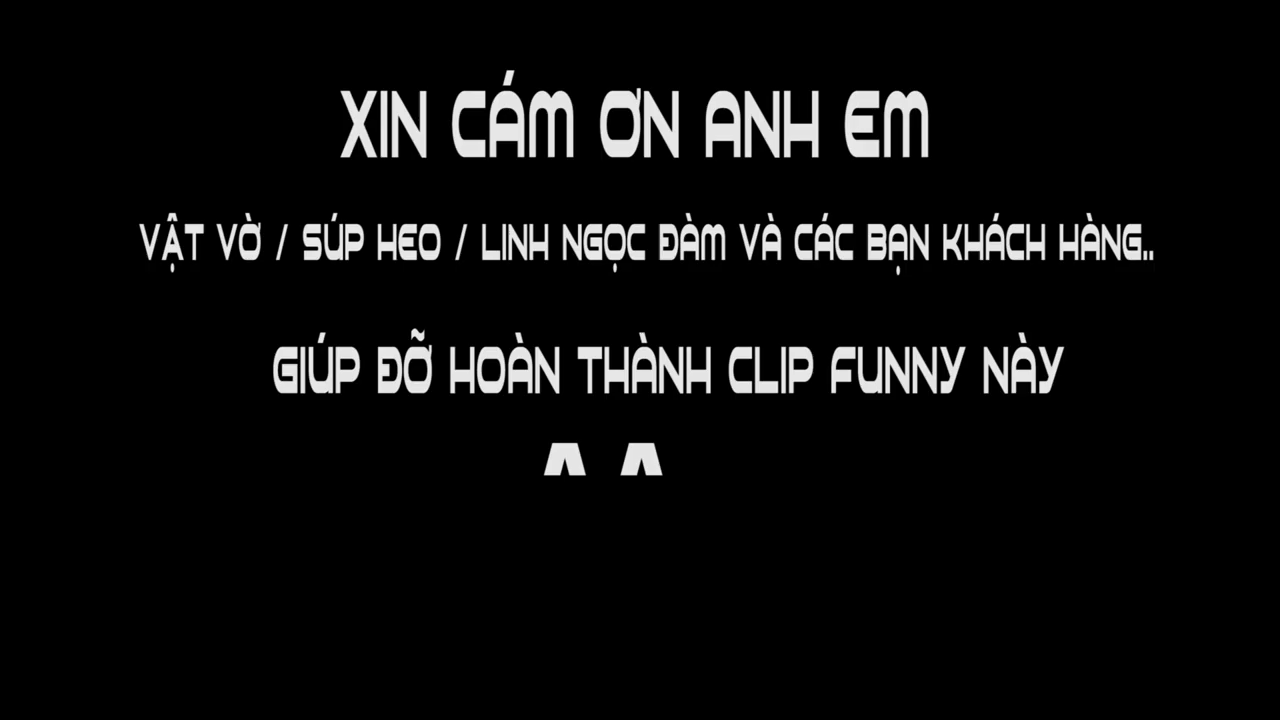 XIN CÁM ƠN ANH EM
VẬT VỜ / SÚP HEO / LINH NGỌC ĐÀM VÀ CÁC BẠN KHÁCH HÀNG..
GIÚP ĐỠ HOÀN THÀNH CLIP FUNNY NÀY
^ ^